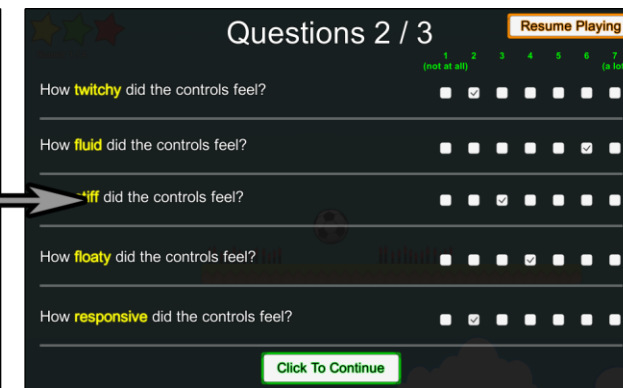 Questions 2 / 3
Resume Playing
1 2 3 4 5 6 7
(not at all) (a lot
How twitchy did the controls feel?
How fluid did the controls feel?
stiff did the controls feel?
How floaty did the controls feel?
How responsive did the controls feel?
Click To Continue